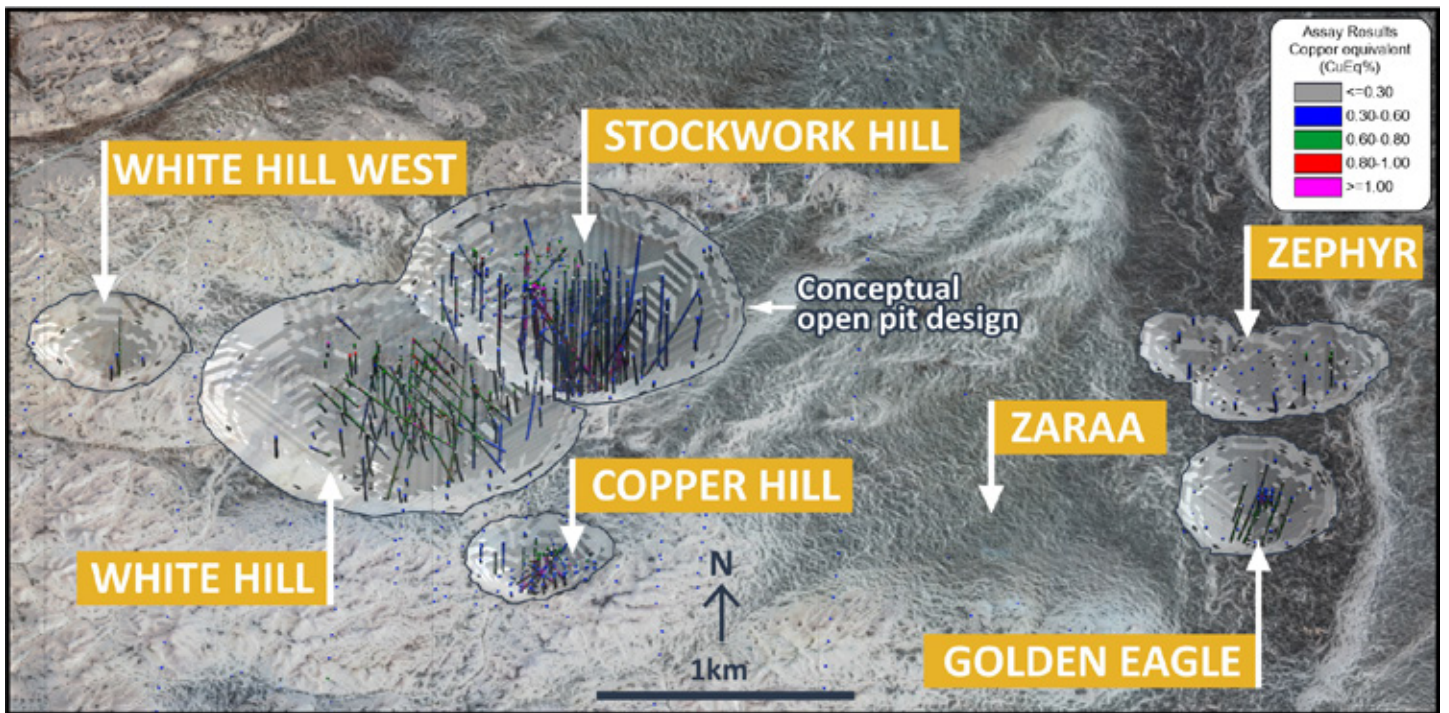 Assay Results
Copper equivalent
(CuEq%)
<=0.30
0.30-0.60
0.60-0.80
0.80-1.00
>=1.00
STOCKWORK HILL
WHITE HILL WEST
ZEPHYR
Conceptual
open pit design
ZARAA
COPPER HILL
WHITE HILL
N
1km
GOLDEN EAGLE